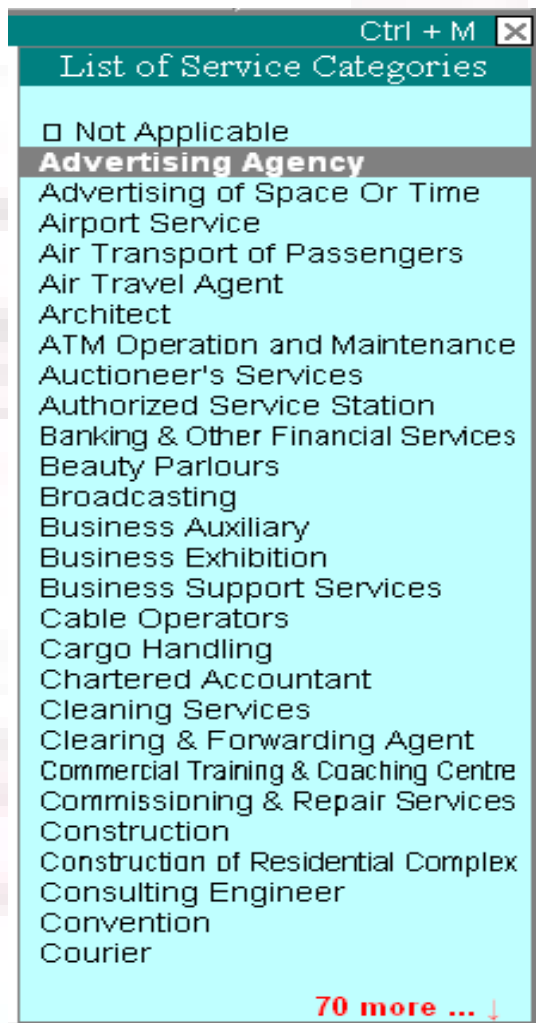 Ctrl + M
List of Service Categories
Not Applicable
Advertising Agency
Advertising of Space Or Time
Airport Service
Air Transport of Passengers
Air Travel Agent
Architect
ATM Operation and Maintenance
Auctioneer's Services
Authorized Service Station
Banking & Other Financial Services
Beauty Parlours
Broadcasting
Business Auxiliary
Business Exhibition
Business Support Services
Cable Operators
Cargo Handling
Chartered Accountant
Cleaning Services
Clearing & Forwarding Agent
Commercial Training & Coaching Centre
Commissioning & Repair Services
Construction
Construction of Residential Complex
Consulting Engineer
Convention
Courier
70 more ... ↓